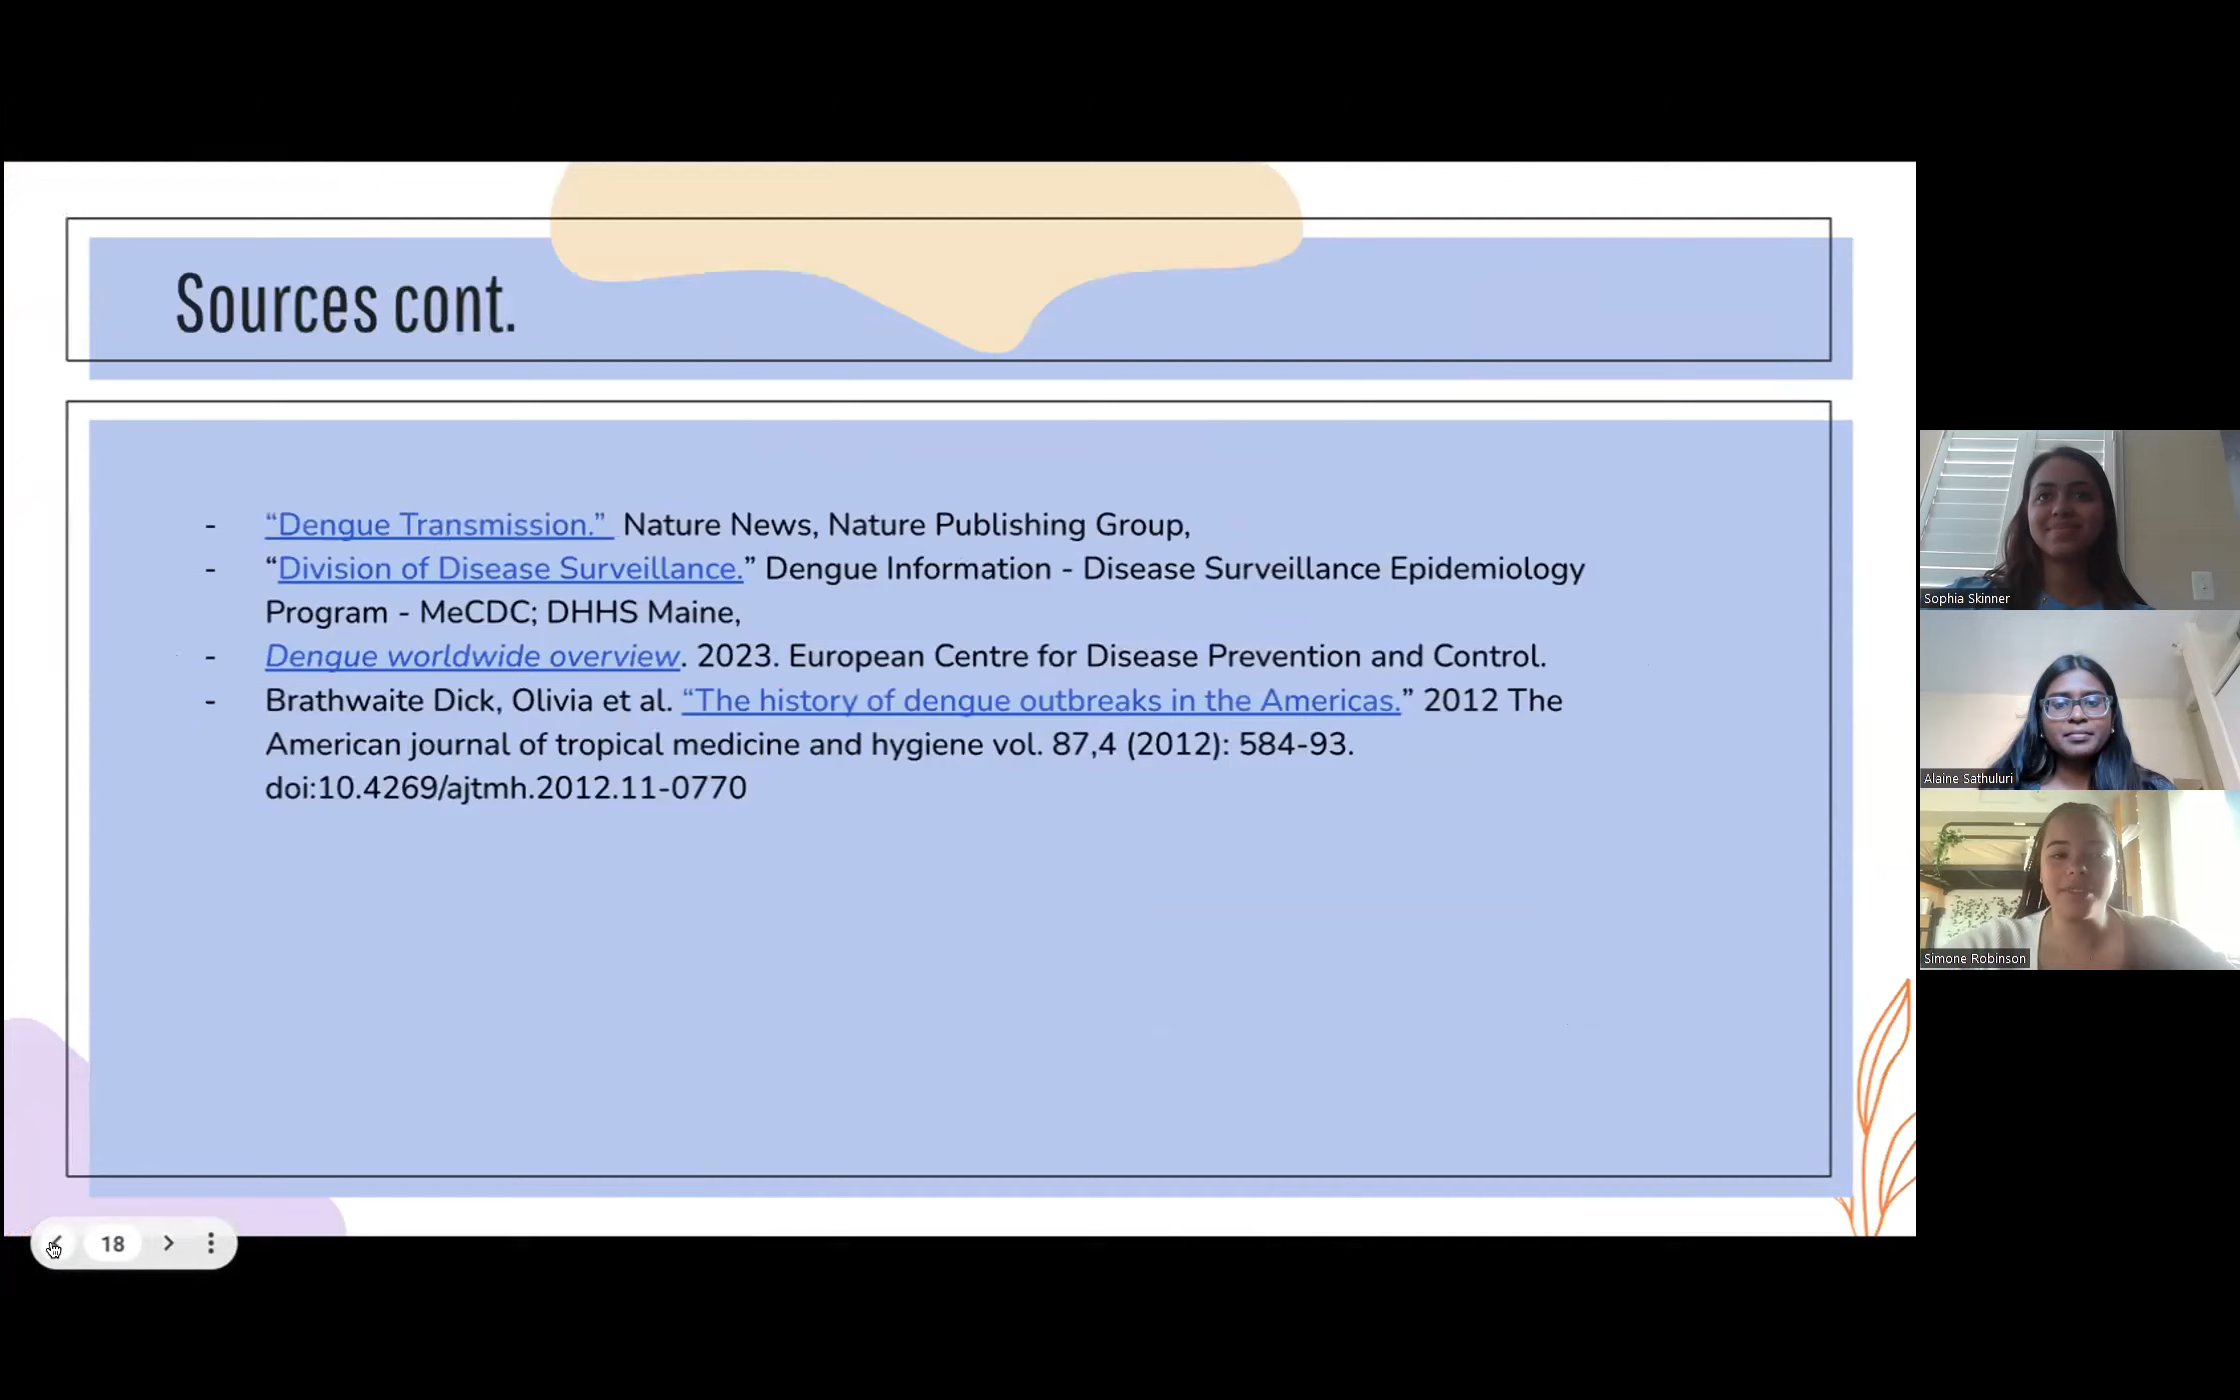 Sources cont.
- “Dengue Transmission.” Nature News, Nature Publishing Group,
- “Division of Disease Surveillance.” Dengue Information - Disease Surveillance Epidemiology
Program - MeCDC; DHHS Maine,
- Dengue worldwide overview. 2023. European Centre for Disease Prevention and Control.
- Brathwaite Dick, Olivia et al. “The history of dengue outbreaks in the Americas.” 2012 The
American journal of tropical medicine and hygiene vol. 87,4 (2012): 584-93.
doi:10.4269/ajtmh.2012.11-0770
18
Sophia Skinner
Alaine Sathuluri
Simone Robinson